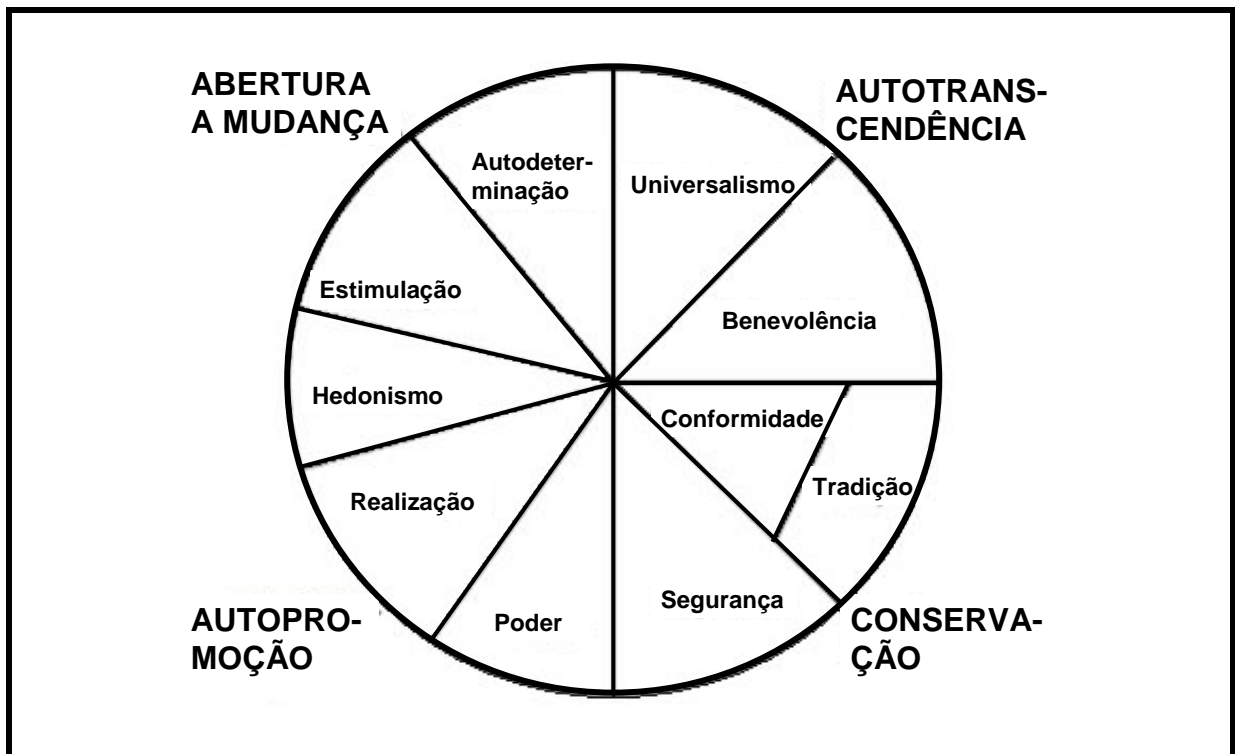 ABERTURA
A MUDANÇA
AUTOTRANS-
CENDÊNCIA
Autodeter-
minação
Universalismo
Estimulação
Benevolência
Hedonismo
Conformidade
Tradição
Realização
Segurança
Poder
AUTOPRO-
MOÇÃO
CONSERVA-
ÇÃO